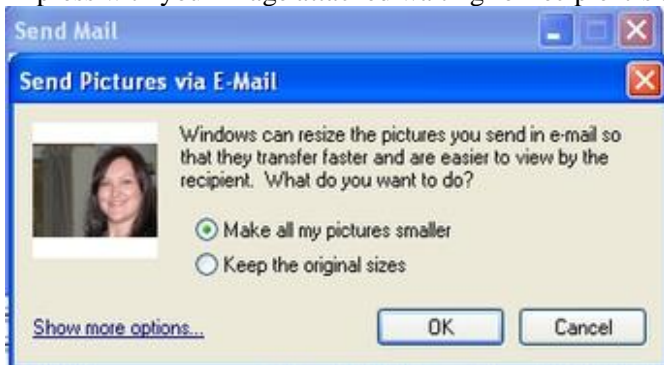 Send Mail
Send Pictures via E-Mail
Windows can resize the pictures you send in e-mail so
that they transfer faster and are easier to view by the
recipient. What do you want to do?
Make all my pictures smaller
Keep the original sizes
Show more options...
OK
Cancel